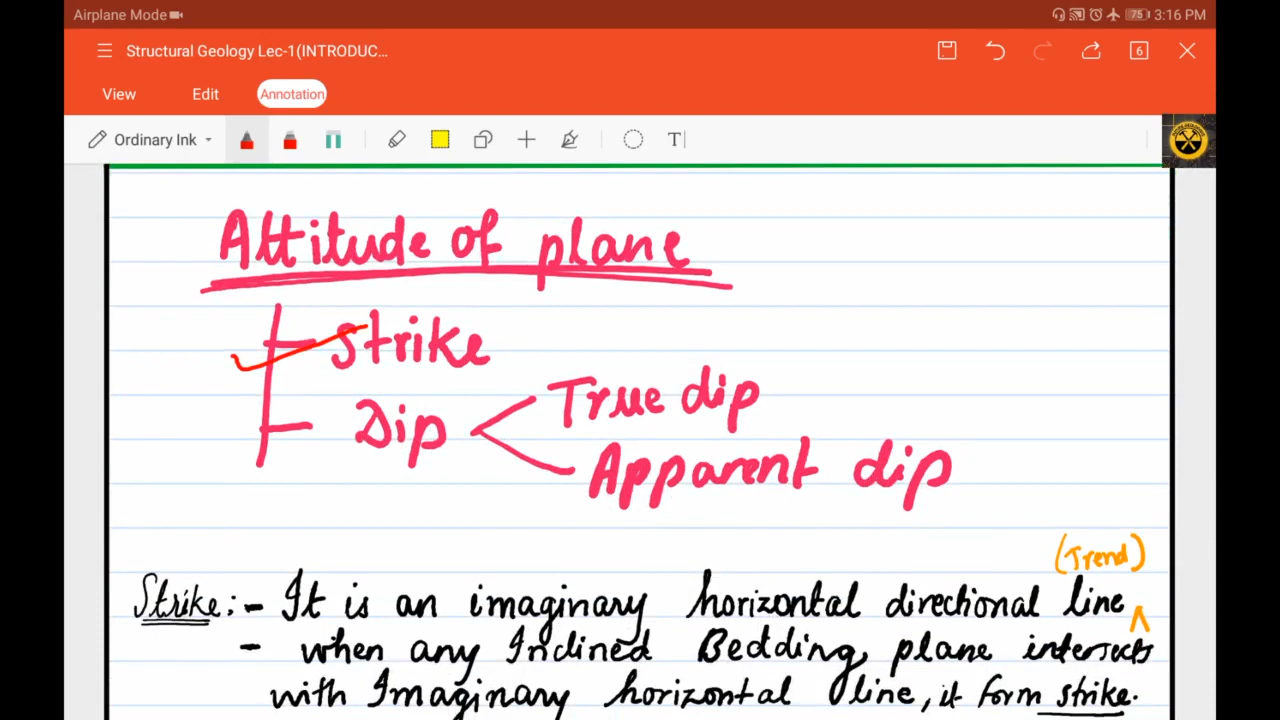 Airplane Mode 75 3:16 PM
Structural Geology Lec-1(INTRODUC... 6
View Edit Annotation
Ordinary Ink T
Attitude of plane
Strike
Dip True dip
Apparent dip
(Trend)
Strike:- It is an imaginary horizontal directional line ^
- when any Inclined Bedding plane intersects
with Imaginary horizontal line, it form strike.